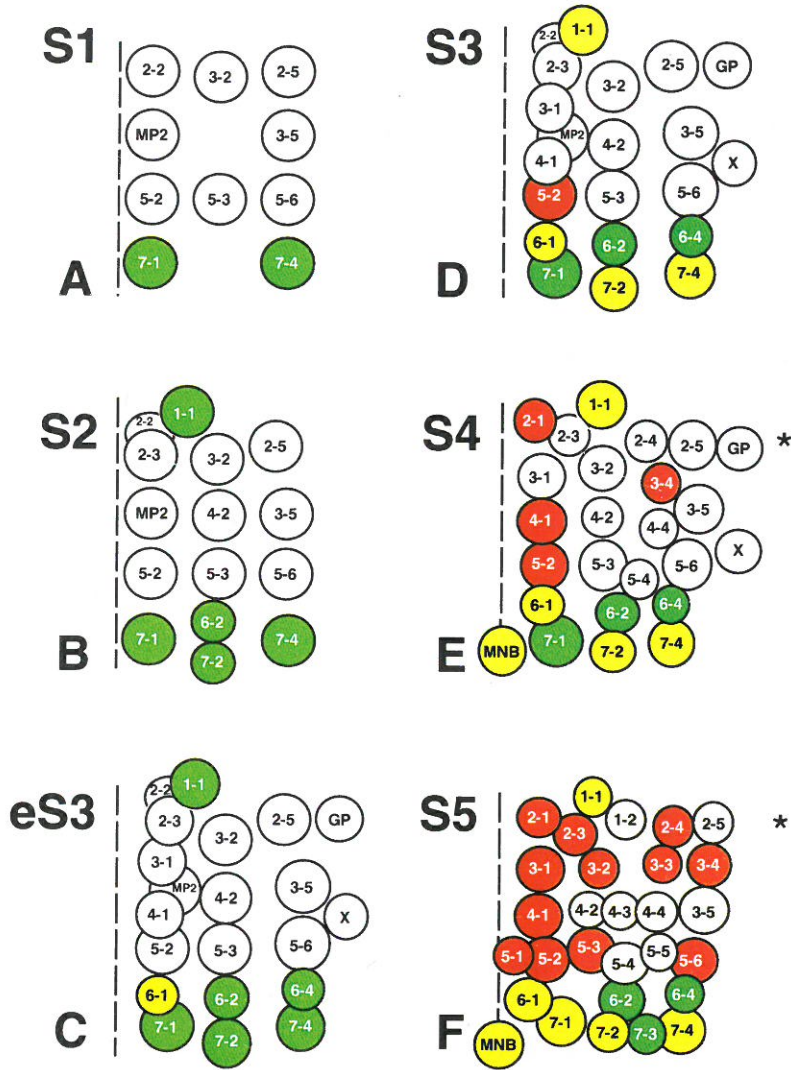 S1
2-2 3-2 2-5
MP2 3-5
5-2 5-3 5-6
7-1 7-4
A
S2
1-1
2-2
2-3 3-2 2-5
MP2 4-2 3-5
5-2 5-3 5-6
6-2
7-1 7-4
7-2
B
eS3
1-1
2-2
2-3 3-2 2-5 GP
3-1
MP2 4-2 3-5
4-1 X
5-2 5-3 5-6
6-1 6-2 6-4
7-1 7-2 7-4
C
S3
2-2 1-1
2-3 3-2 2-5 GP
3-1
MP2 4-2 3-5
4-1 X
5-2 5-3 5-6
6-1 6-2 6-4
7-1 7-2 7-4
D
S4
2-1 1-1
2-3 2-4 2-5 GP *
3-1 3-2 3-4
4-1 4-2 4-4 3-5
5-2 5-3 5-4 5-6 X
6-1 6-2 6-4
MNB 7-1 7-2 7-4
E
S5
1-1
2-1 2-3 1-2 2-4 2-5 *
3-1 3-2 3-3 3-4
4-1 4-2 4-3 4-4 3-5
5-1 5-2 5-3 5-4 5-5 5-6
6-1 6-2 6-4
7-1 7-2 7-3 7-4
MNB
F